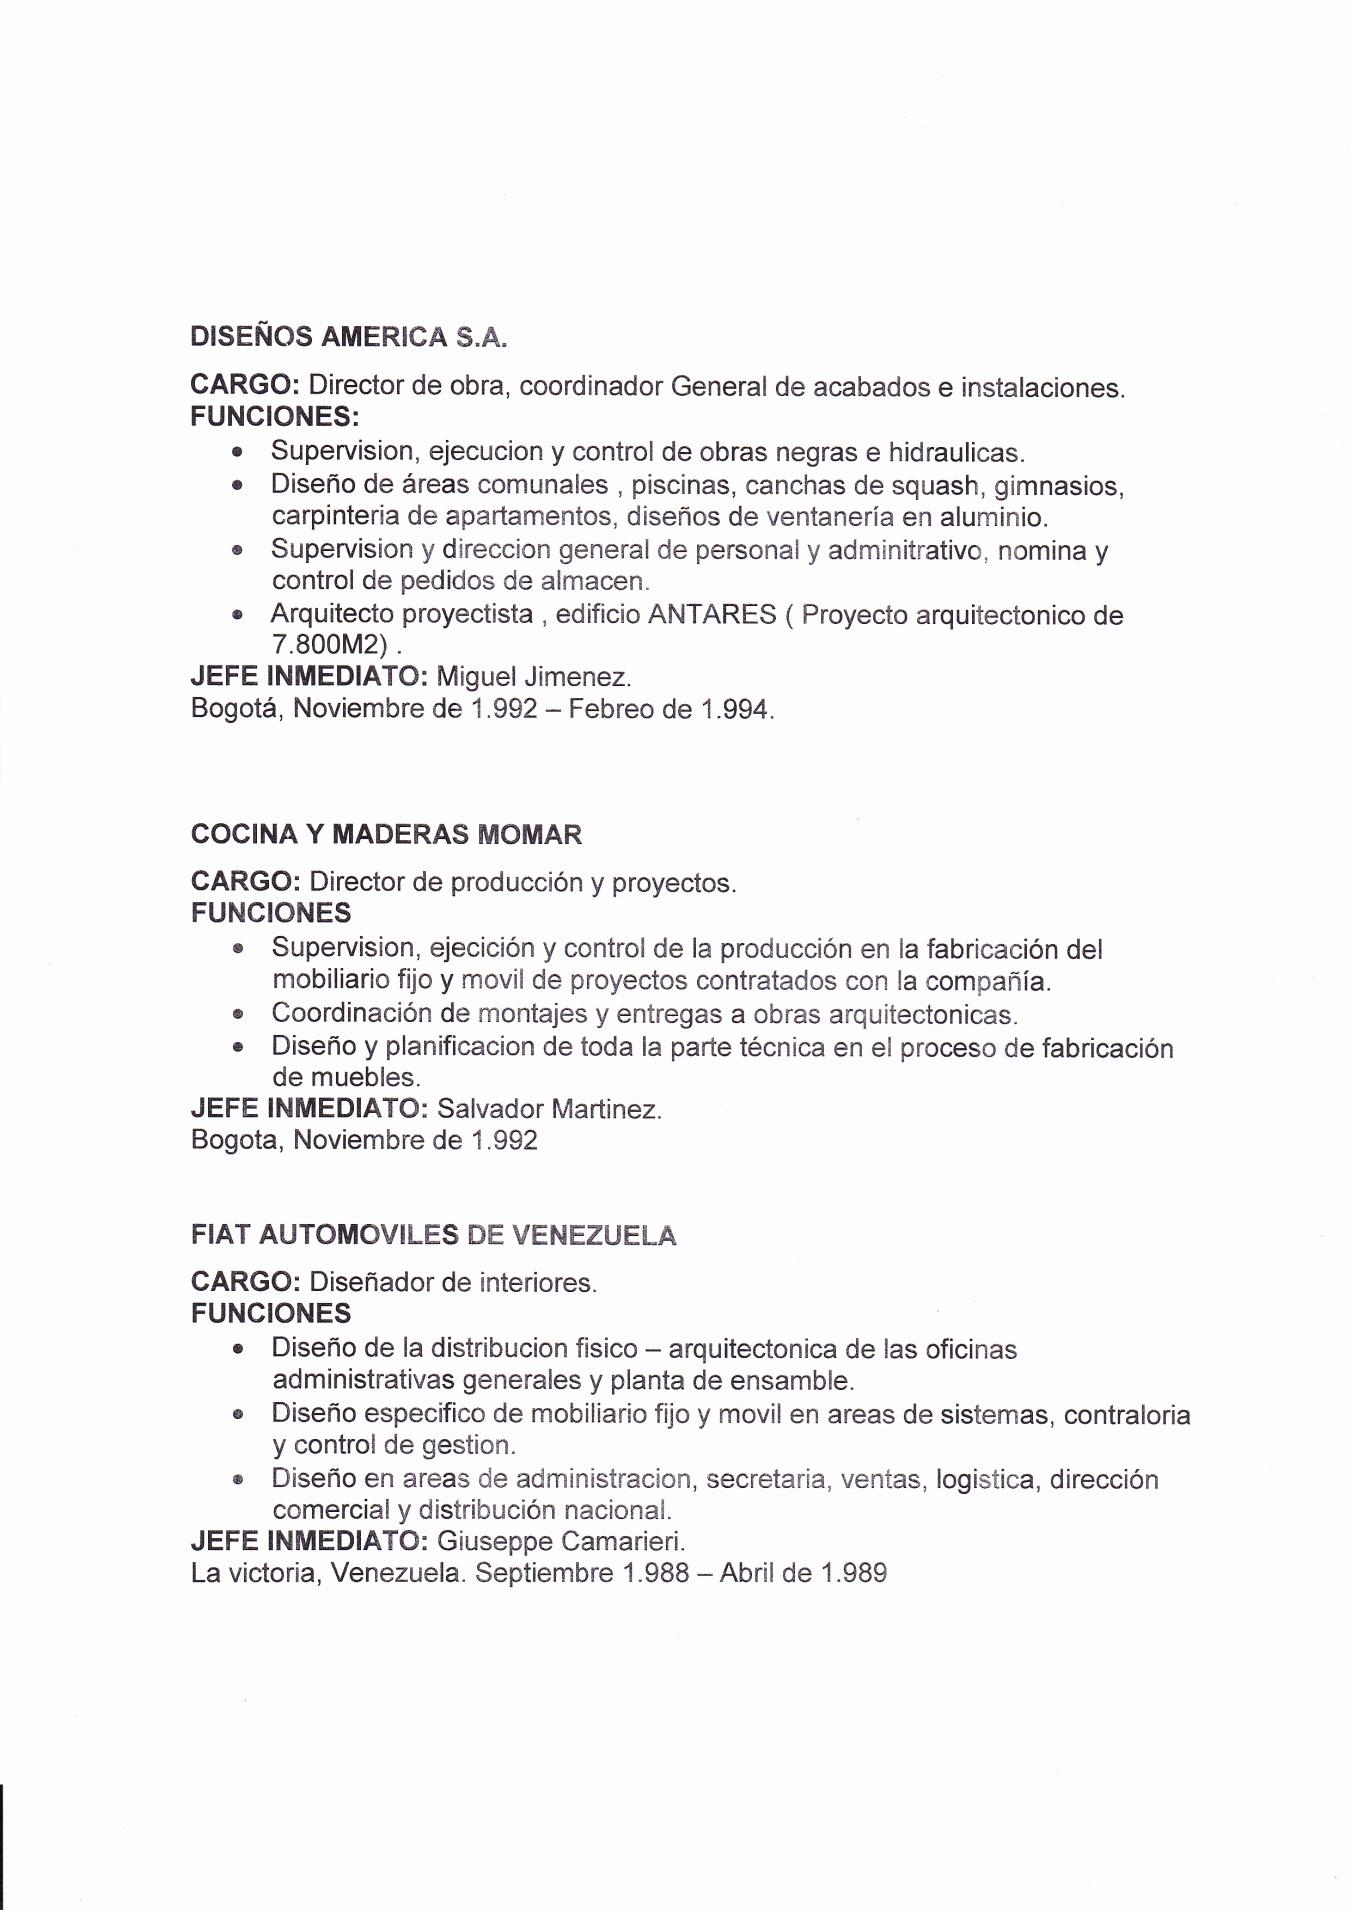 DISEÑOS AMERICA S.A.
CARGO: Director de obra, coordinador General de acabados e instalaciones.
FUNCIONES:
• Supervision, ejecucion y control de obras negras e hidraulicas.
• Diseño de áreas comunales , piscinas, canchas de squash, gimnasios,
carpinteria de apartamentos, diseños de ventanería en aluminio.
• Supervision y direccion general de personal y adminitrativo, nomina y
control de pedidos de almacen.
• Arquitecto proyectista , edificio ANTARES ( Proyecto arquitectonico de
7.800M2) .
JEFE INMEDIATO: Miguel Jimenez.
Bogotá, Noviembre de 1.992 – Febreo de 1.994.
COCINA Y MADERAS MOMAR
CARGO: Director de producción y proyectos.
FUNCIONES
• Supervision, ejecición y control de la producción en la fabricación del
mobiliario fijo y movil de proyectos contratados con la compañía.
• Coordinación de montajes y entregas a obras arquitectonicas.
• Diseño y planificacion de toda la parte técnica en el proceso de fabricación
de muebles.
JEFE INMEDIATO: Salvador Martinez.
Bogota, Noviembre de 1.992
FIAT AUTOMOVILES DE VENEZUELA
CARGO: Diseñador de interiores.
FUNCIONES
• Diseño de la distribucion fisico – arquitectonica de las oficinas
administrativas generales y planta de ensamble.
• Diseño especifico de mobiliario fijo y movil en areas de sistemas, contraloria
y control de gestion.
• Diseño en areas de administracion, secretaria, ventas, logistica, dirección
comercial y distribución nacional.
JEFE INMEDIATO: Giuseppe Camarieri.
La victoria, Venezuela. Septiembre 1.988 – Abril de 1.989